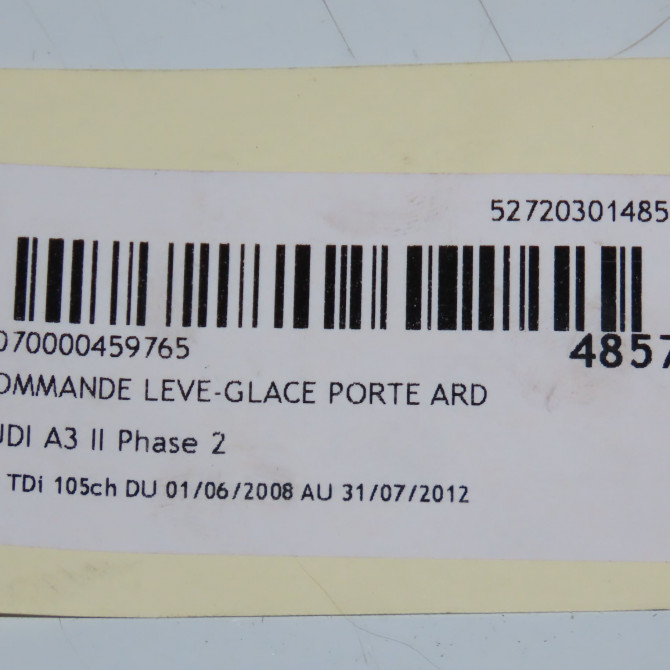 52720301485
070000459765
4857
OMMANDE LEVE-GLACE PORTE ARD
UDI A3 II Phase 2
TDi 105ch DU 01/06/2008 AU 31/07/2012